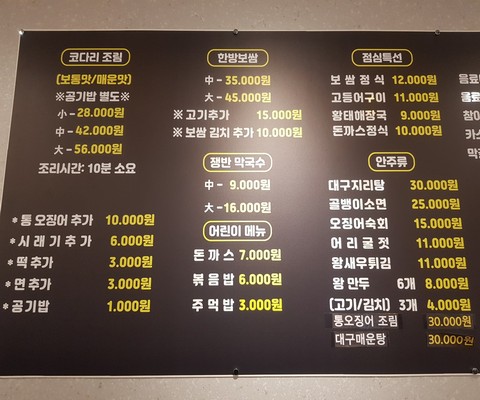 코다리 조림
(보통맛/매운맛)
※공기밥 별도※
小 - 28.000원
中 - 42.000원
大 - 56.000원
조리시간: 10분 소요
* 통 오징어 추가 10.000원
* 시 래 기 추 가 6.000원
* 떡 추가 3.000원
* 면 추가 3.000원
* 공기밥 1.000원
한방보쌈
中 - 35.000원
大 - 45.000원
※ 고기추가 15.000원
※ 보쌈 김치 추가 10.000원
쟁반 막국수
中 - 9.000원
大 -16.000원
어린이 메뉴
돈 까 스 7.000원
볶 음 밥 6.000원
주 먹 밥 3.000원
점심특선
보 쌈 정 식 12.000원
고등어구이 11.000원
황태해장국 9.000원
돈까스정식 10.000원
안주류
대구지리탕 30.000원
골뱅이소면 25.000원
오징어숙회 15.000원
어 리 굴 젓 11.000원
왕새우튀김 11.000원
왕 만두 6개 8.000원
(고기/김치) 3개 4.000원
통오징어 조림 30.000원
대구매운탕 30.000원
음료
참이
카스
막걸